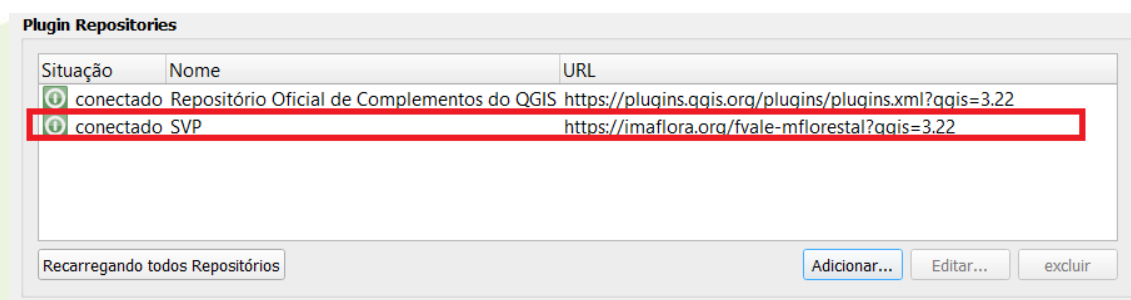 Plugin Repositories
Situação Nome URL
conectado Repositório Oficial de Complementos do QGIS https://plugins.qgis.org/plugins/plugins.xml?qgis=3.22
conectado SVP https://imaflora.org/fvale-mflorestal?qgis=3.22
Recarregando todos Repositórios Adicionar... Editar... excluir